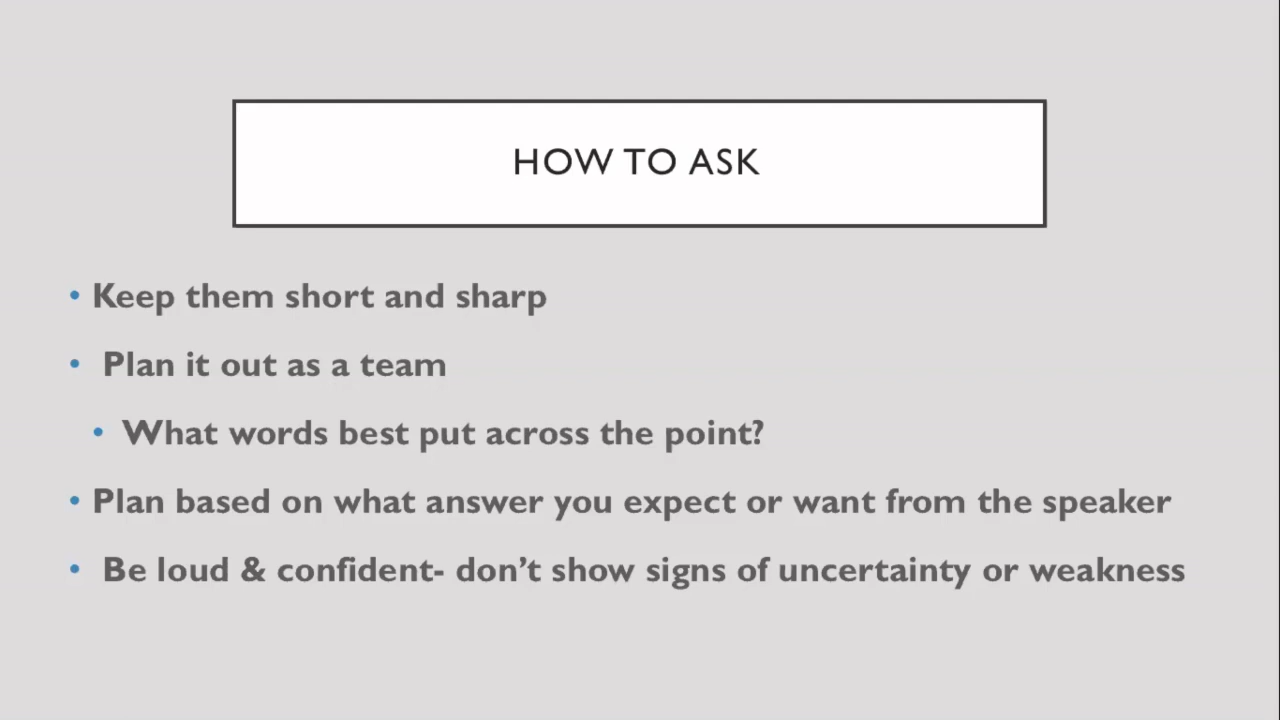 HOW TO ASK
• Keep them short and sharp
• Plan it out as a team
• What words best put across the point?
• Plan based on what answer you expect or want from the speaker
• Be loud & confident- don’t show signs of uncertainty or weakness